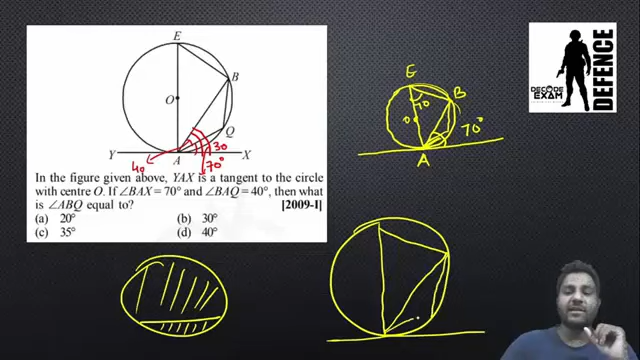 E
B
O
Q
30
Y
A
X
40
70°
In the figure given above, YAX is a tangent to the circle
with centre O. If ∠BAX = 70° and ∠BAQ = 40°, then what
is ∠ABQ equal to? [2009-I]
(a) 20° (b) 30°
(c) 35° (d) 40°
E
B
70
O
70°
A
DECODE
EXAM
DEFENCE